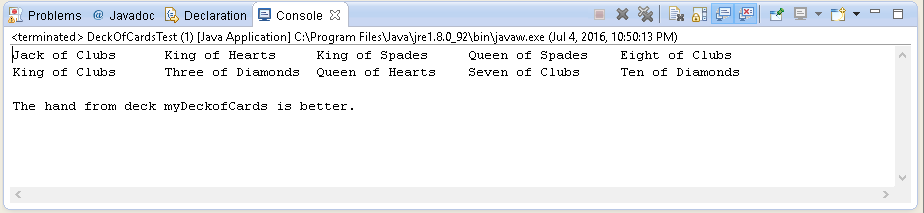 Problems @ Javadoc Declaration Console
<terminated> DeckOfCardsTest (1) [Java Application] C:\Program Files\Java\jre1.8.0_92\bin\javaw.exe (Jul 4, 2016, 10:50:13 PM)
Jack of Clubs King of Hearts King of Spades Queen of Spades Eight of Clubs
King of Clubs Three of Diamonds Queen of Hearts Seven of Clubs Ten of Diamonds
The hand from deck myDeckofCards is better.